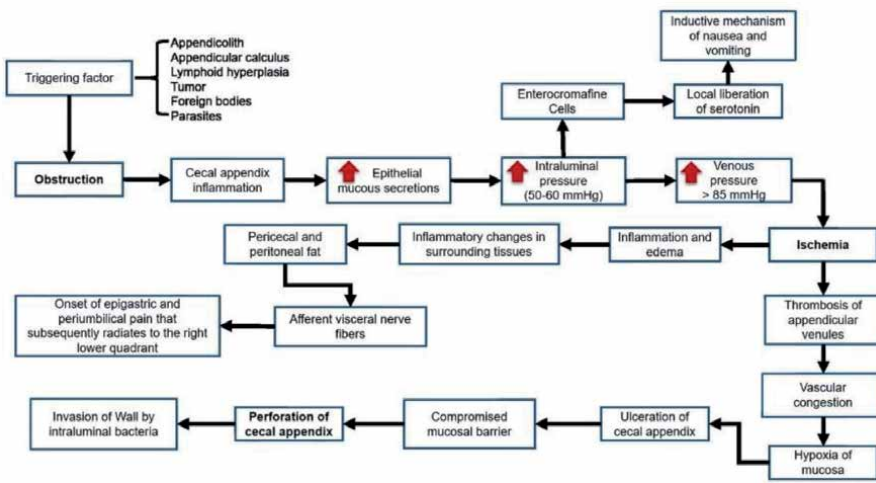 Triggering factor
Appendicolith
Appendicular calculus
Lymphoid hyperplasia
Tumor
Foreign bodies
Parasites
Inductive mechanism
of nausea and
vomiting
Enterocromafine
Cells
Local liberation
of serotonin
Obstruction
Cecal appendix
inflammation
Epithelial
mucous secretions
Intraluminal
pressure
(50-60 mmHg)
Venous
pressure
> 85 mmHg
Ischemia
Inflammation and
edema
Inflammatory changes in
surrounding tissues
Pericecal and
peritoneal fat
Afferent visceral nerve
fibers
Onset of epigastric and
periumbilical pain that
subsequently radiates to the right
lower quadrant
Thrombosis of
appendicular
venules
Vascular
congestion
Hypoxia of
mucosa
Ulceration of
cecal appendix
Compromised
mucosal barrier
Perforation of
cecal appendix
Invasion of Wall by
intraluminal bacteria